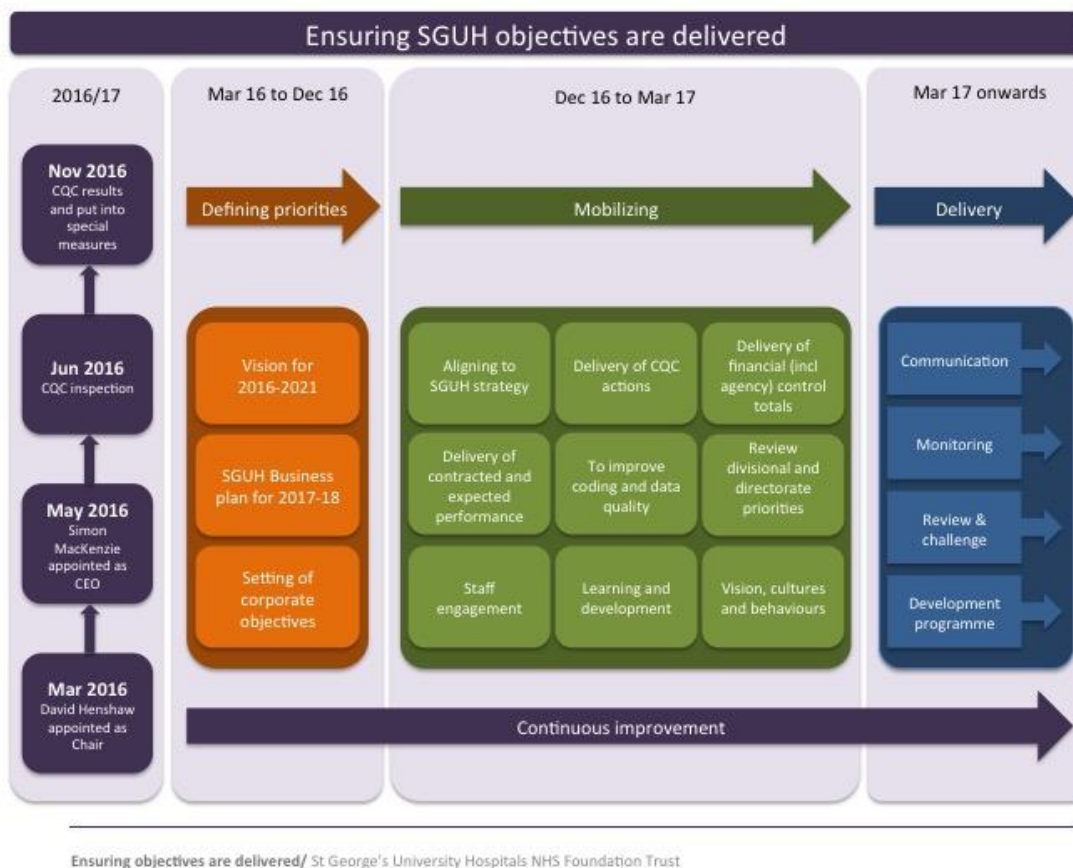 Ensuring SGUH objectives are delivered
2016/17
Nov 2016
CQC results
and put into
special
measures
Jun 2016
CQC inspection
May 2016
Simon
MacKenzie
appointed as
CEO
Mar 2016
David Henshaw
appointed as
Chair
Mar 16 to Dec 16
Defining priorities
Vision for
2016-2021
SGUH Business
plan for 2017-18
Setting of
corporate
objectives
Dec 16 to Mar 17
Mobilizing
Aligning to
SGUH strategy
Delivery of CQC
actions
Delivery of
financial (incl
agency) control
totals
Delivery of
contracted and
expected
performance
To improve
coding and data
quality
Review
divisional and
directorate
priorities
Staff
engagement
Learning and
development
Vision, cultures
and behaviours
Mar 17 onwards
Delivery
Communication
Monitoring
Review &
challenge
Development
programme
Continuous improvement
Ensuring objectives are delivered/ St George's University Hospitals NHS Foundation Trust